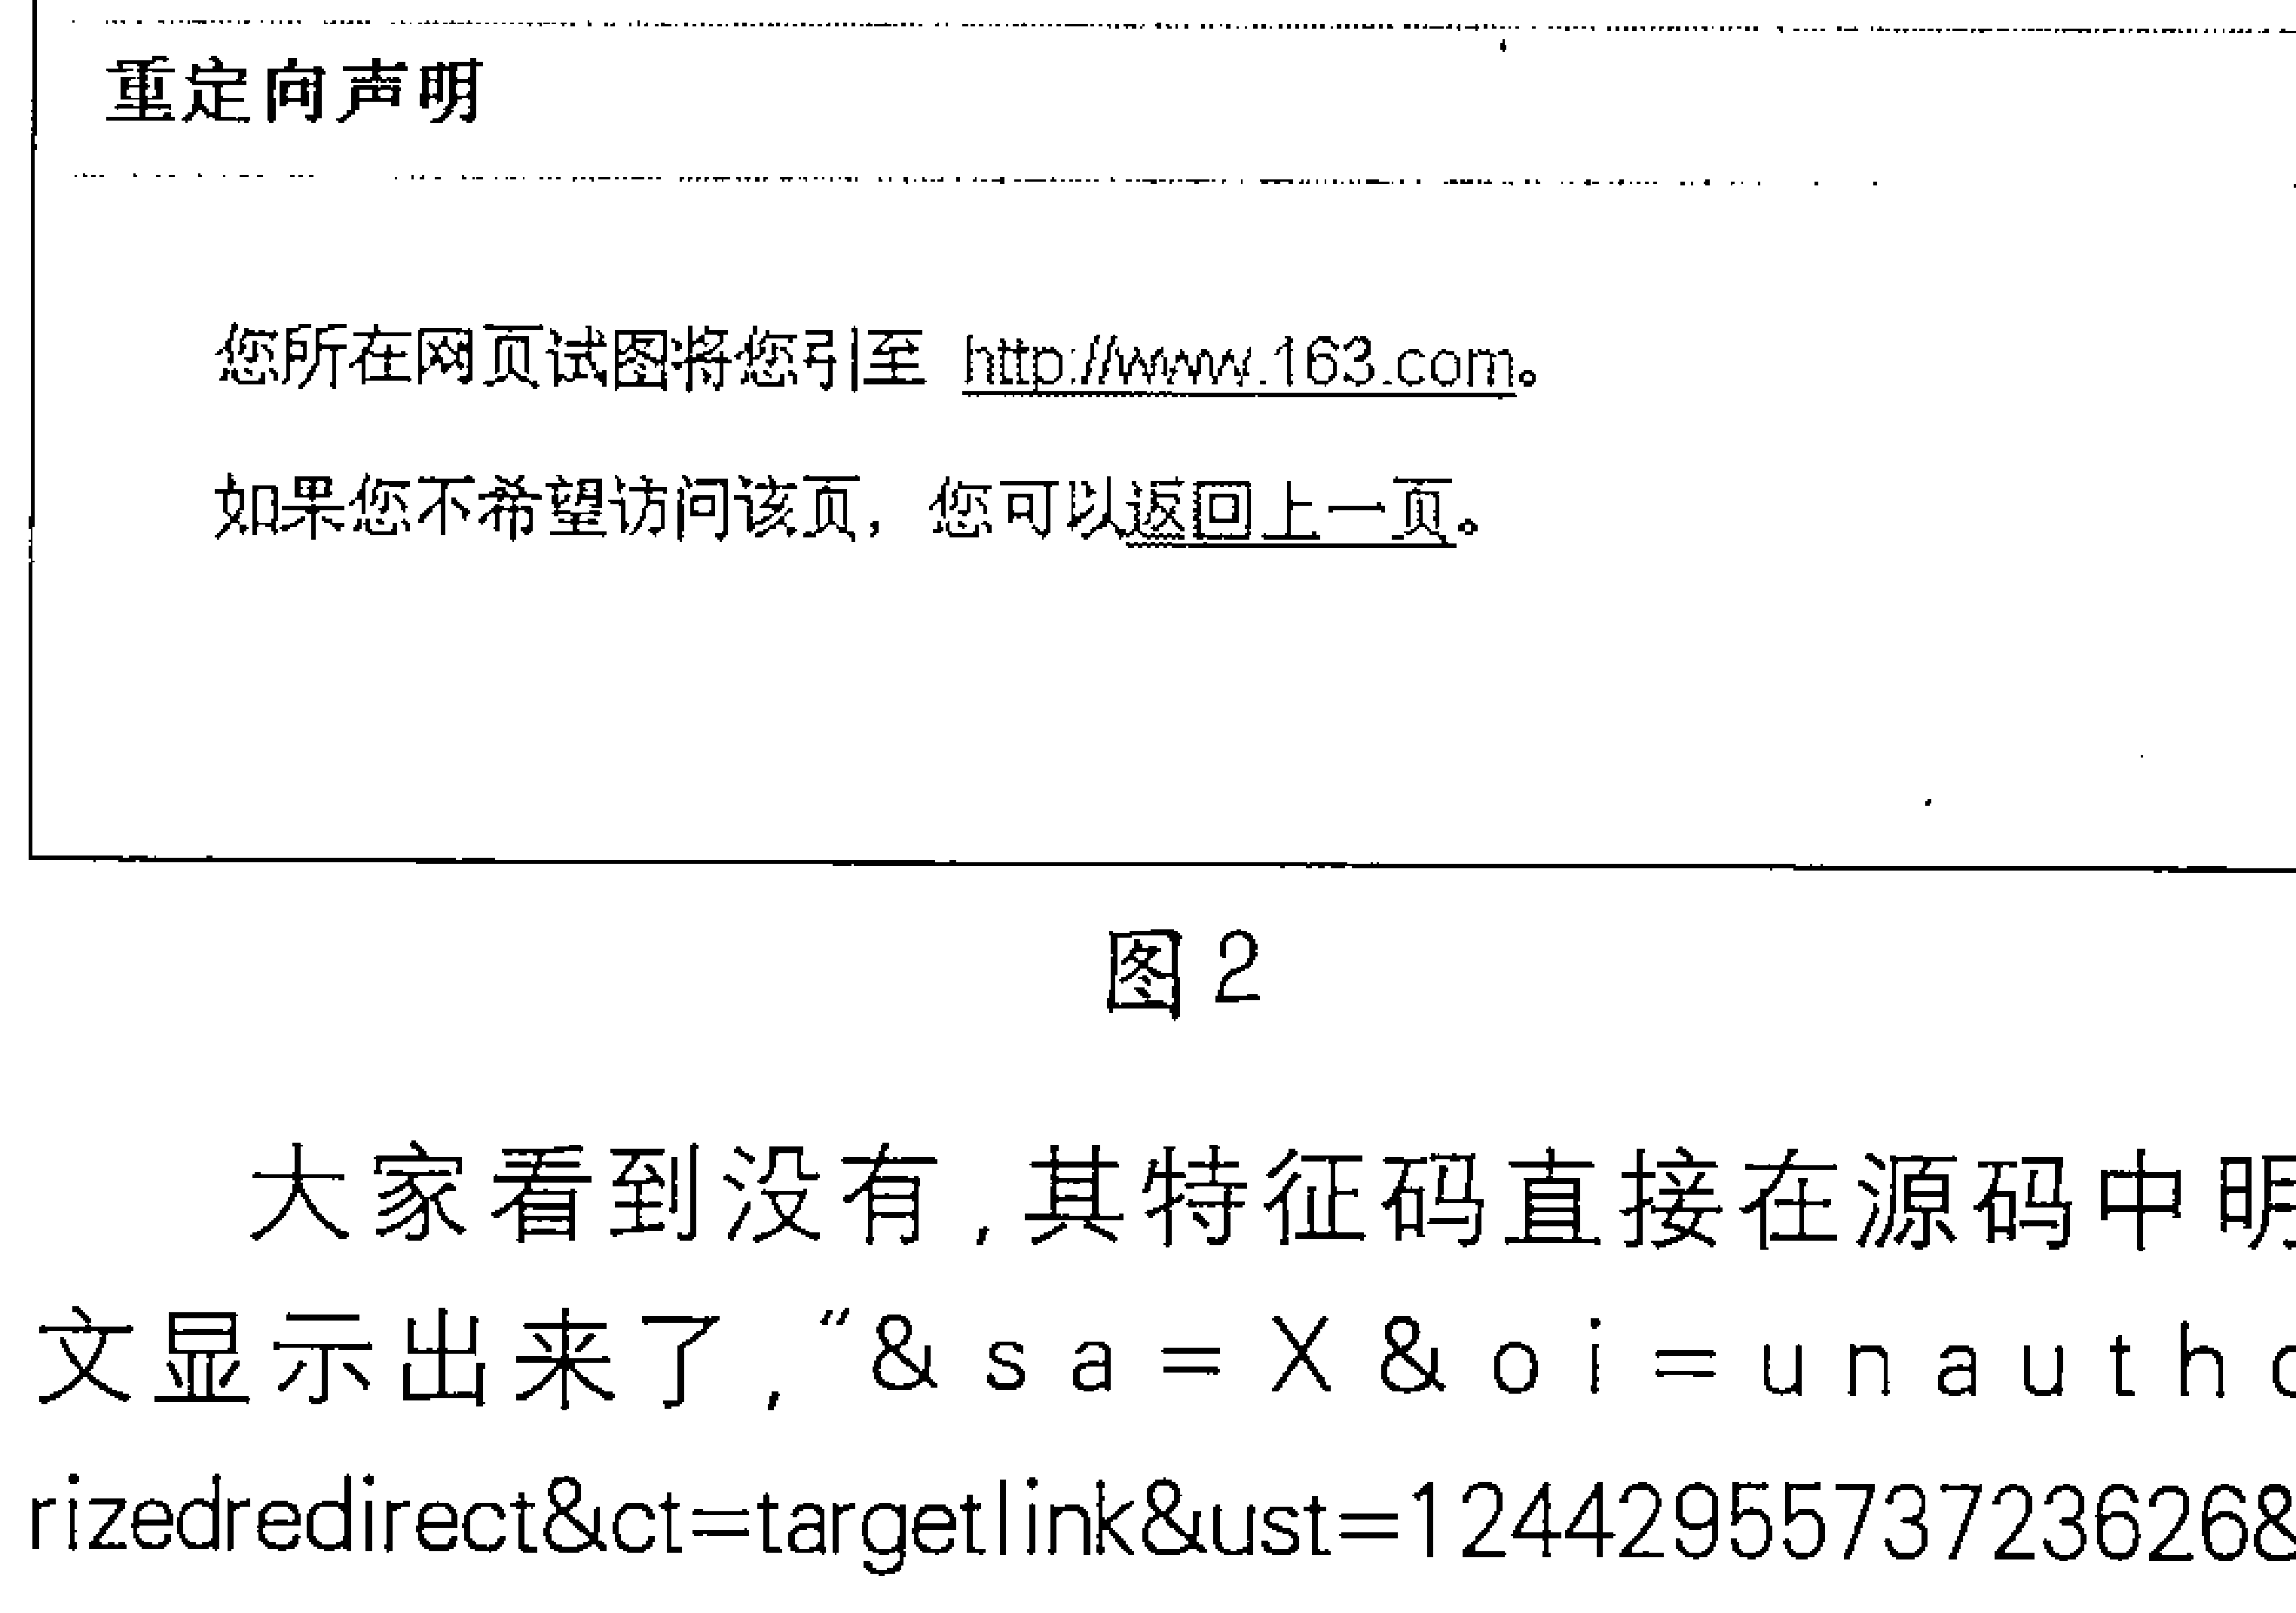 重定向声明
您所在网页试图将您引至 http://www.163.com。
如果您不希望访问该页，您可以返回上一页。
图2
大家看到没有，其特征码直接在源码中明
文显示出来了，“&sa=X&oi=unautho
rizedredirect&ct=targetlink&ust=1244295573723626&